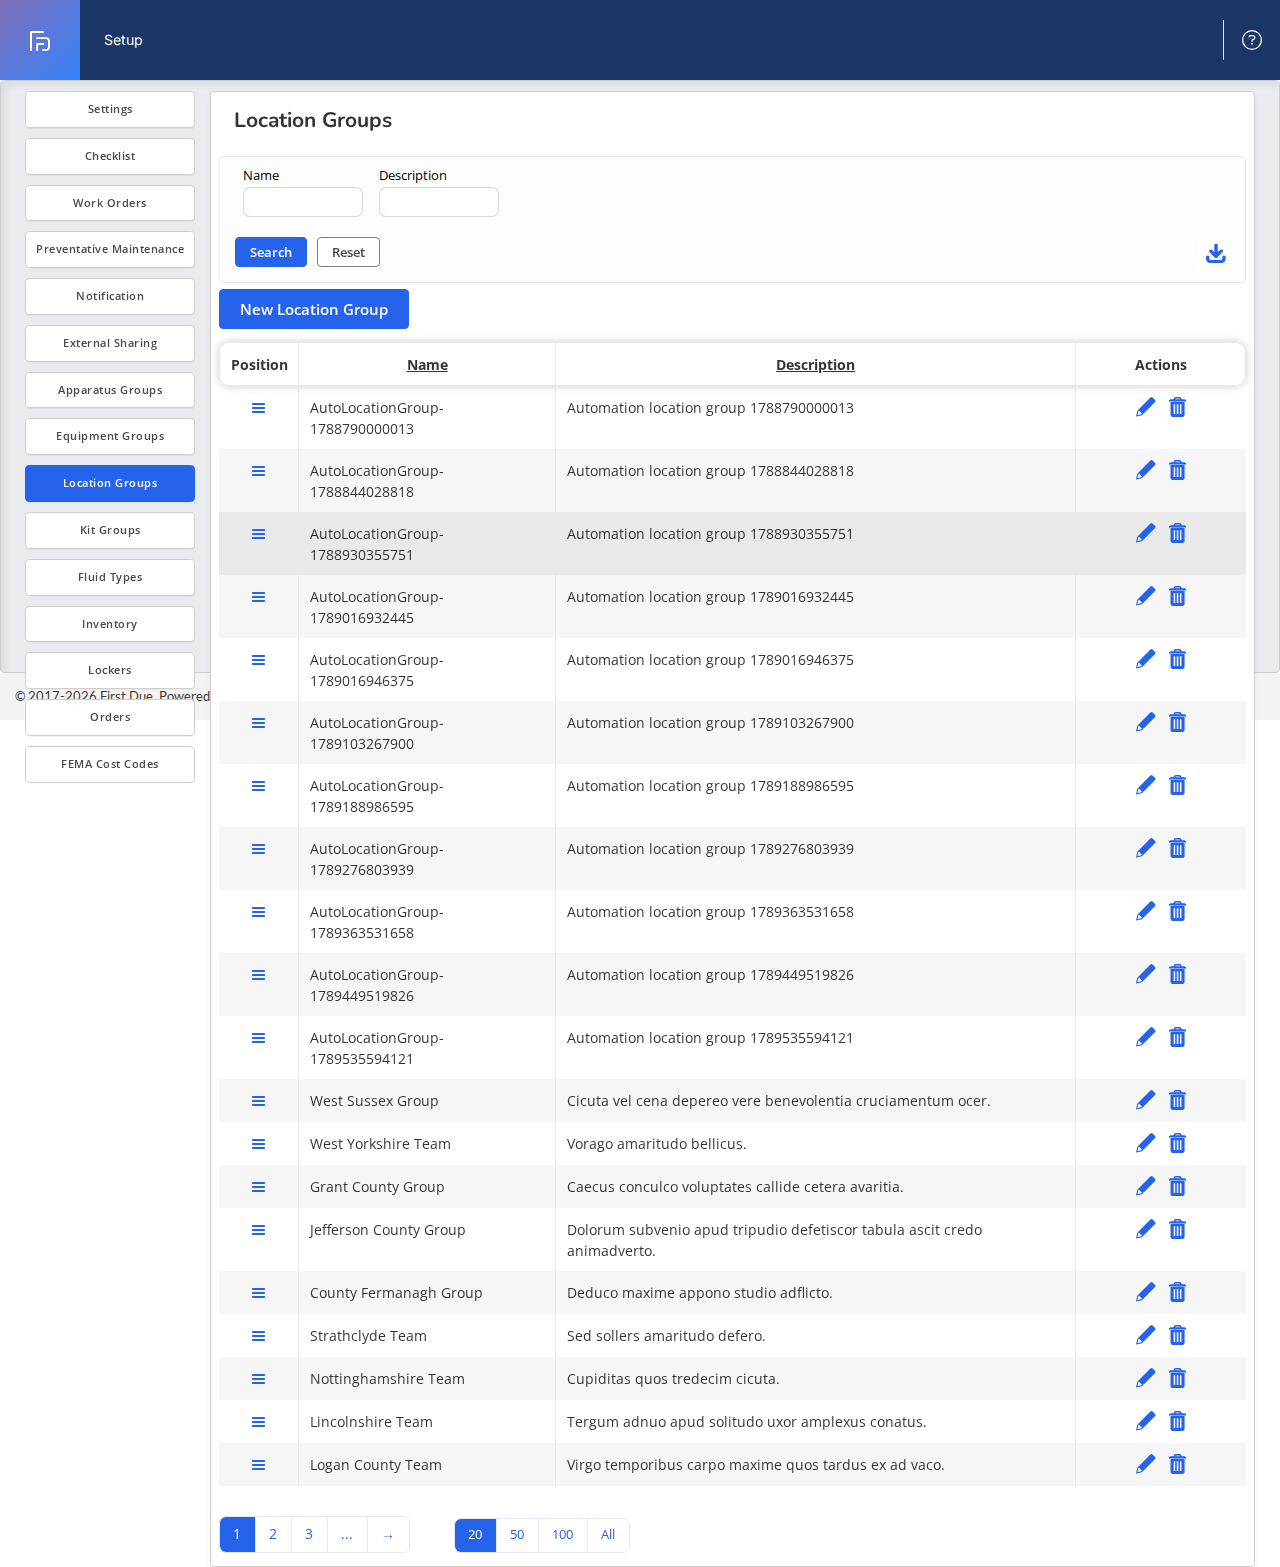 Setup
Settings
Checklist
Work Orders
Preventative Maintenance
Notification
External Sharing
Apparatus Groups
Equipment Groups
Location Groups
Kit Groups
Fluid Types
Inventory
Lockers
© 2017-2026 First Due. Powered
Orders
FEMA Cost Codes
Location Groups
Name Description
Search Reset
New Location Group
Position Name Description Actions
AutoLocationGroup- Automation location group 1788790000013
1788790000013
AutoLocationGroup- Automation location group 1788844028818
1788844028818
AutoLocationGroup- Automation location group 1788930355751
1788930355751
AutoLocationGroup- Automation location group 1789016932445
1789016932445
AutoLocationGroup- Automation location group 1789016946375
1789016946375
AutoLocationGroup- Automation location group 1789103267900
1789103267900
AutoLocationGroup- Automation location group 1789188986595
1789188986595
AutoLocationGroup- Automation location group 1789276803939
1789276803939
AutoLocationGroup- Automation location group 1789363531658
1789363531658
AutoLocationGroup- Automation location group 1789449519826
1789449519826
AutoLocationGroup- Automation location group 1789535594121
1789535594121
West Sussex Group Cicuta vel cena depereo vere benevolentia cruciamentum ocer.
West Yorkshire Team Vorago amaritudo bellicus.
Grant County Group Caecus conculco voluptates callide cetera avaritia.
Jefferson County Group Dolorum subvenio apud tripudio defetiscor tabula ascit credo
animadverto.
County Fermanagh Group Deduco maxime appono studio adflicto.
Strathclyde Team Sed sollers amaritudo defero.
Nottinghamshire Team Cupiditas quos tredecim cicuta.
Lincolnshire Team Tergum adnuo apud solitudo uxor amplexus conatus.
Logan County Team Virgo temporibus carpo maxime quos tardus ex ad vaco.
1 2 3 ... → 20 50 100 All